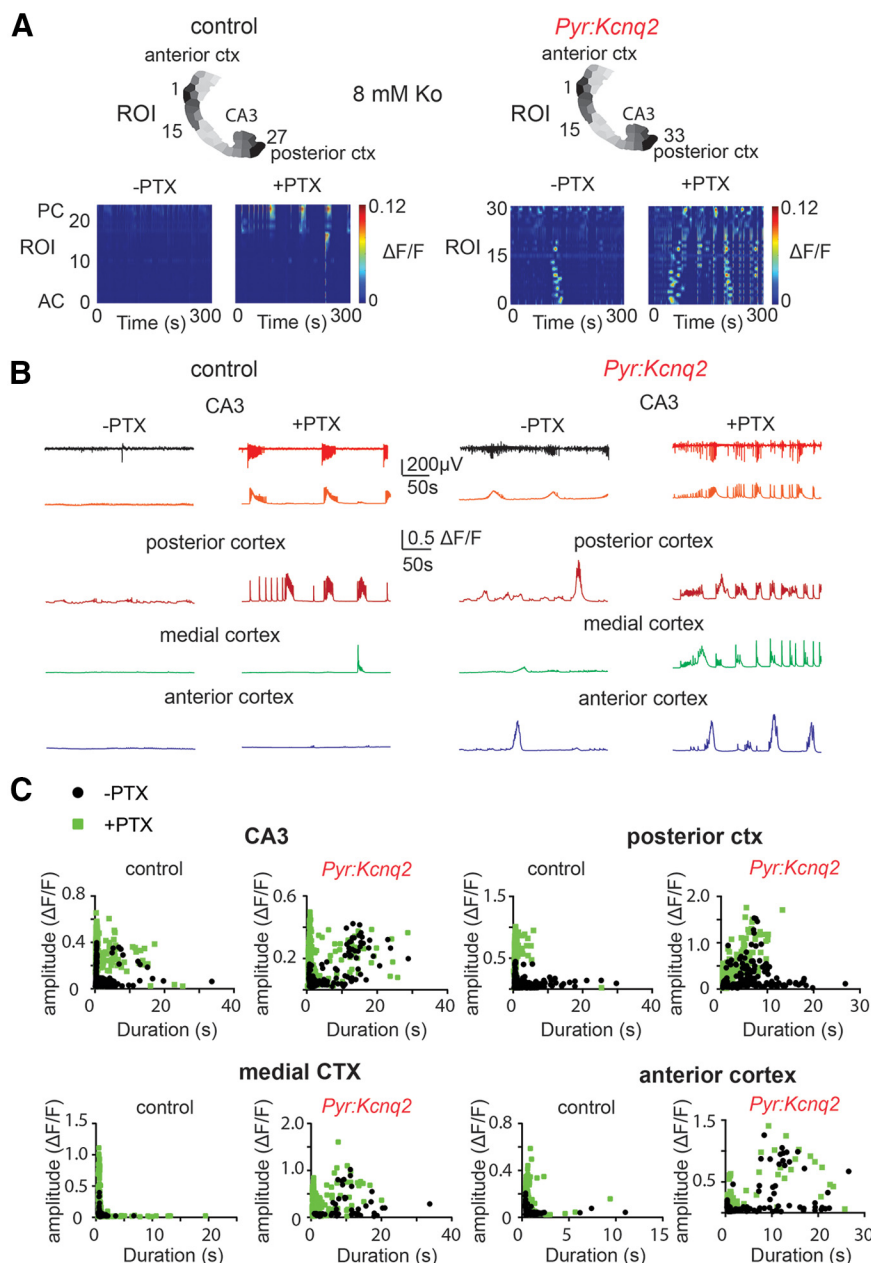 A
control
Pyr:Kcnq2
anterior ctx
anterior ctx
1
ROI
15
CA3
27
posterior ctx
8 mM Ko
1
ROI
15
CA3
33
posterior ctx
-PTX
+PTX
-PTX
+PTX
PC
20
ROI
10
AC
0
0.12
ΔF/F
0
0
Time (s)
300
0
Time (s)
300
30
ROI
15
0
0.12
ΔF/F
0
0
Time (s)
300
0
Time (s)
300
B
control
Pyr:Kcnq2
CA3
CA3
-PTX
+PTX
-PTX
+PTX
200µV
50s
0.5 ΔF/F
50s
posterior cortex
posterior cortex
medial cortex
medial cortex
anterior cortex
anterior cortex
C
-PTX
+PTX
CA3
posterior ctx
control
Pyr:Kcnq2
control
Pyr:Kcnq2
amplitude (ΔF/F)
0.8
0.4
0
0
20
40
Duration (s)
amplitude (ΔF/F)
0.6
0.2
0
10
20
30
40
Duration (s)
amplitude (ΔF/F)
1.5
0.5
0
0
10
20
30
40
Duration (s)
amplitude (ΔF/F)
2.0
1.0
0.0
0
10
20
30
Duration (s)
medial CTX
anterior cortex
control
Pyr:Kcnq2
control
Pyr:Kcnq2
amplitude (ΔF/F)
1.5
1.0
0.5
0
0
10
20
30
Duration (s)
amplitude (ΔF/F)
2.0
1.0
0
0
10
20
30
40
Duration (s)
amplitude (ΔF/F)
0.8
0.4
0
0
5
10
15
Duration (s)
amplitude (ΔF/F)
1.5
1.0
0.5
0
0
10
20
30
Duration (s)